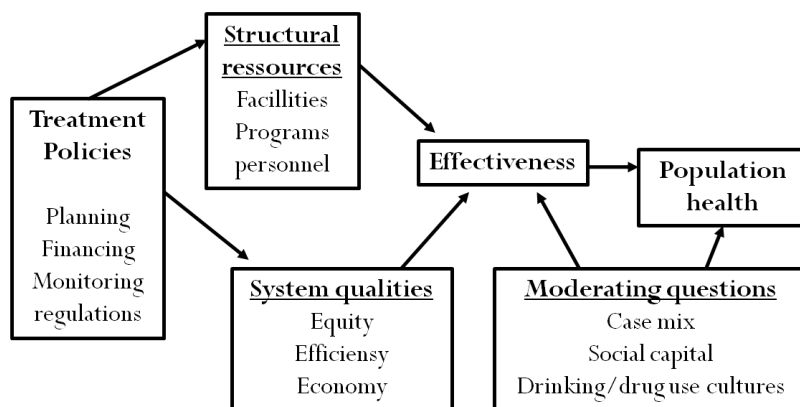 Structural
ressources
Facillities
Programs
personnel
Treatment
Policies
Planning
Financing
Monitoring
regulations
Effectiveness
Population
health
System qualities
Equity
Efficiensy
Economy
Moderating questions
Case mix
Social capital
Drinking/drug use cultures